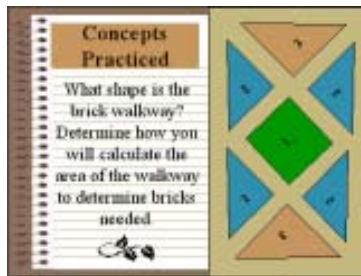 Concepts
Practiced
What shape is the
brick walkway?
Determine how you
will calculate the
area of the walkway
to determine bricks
needed